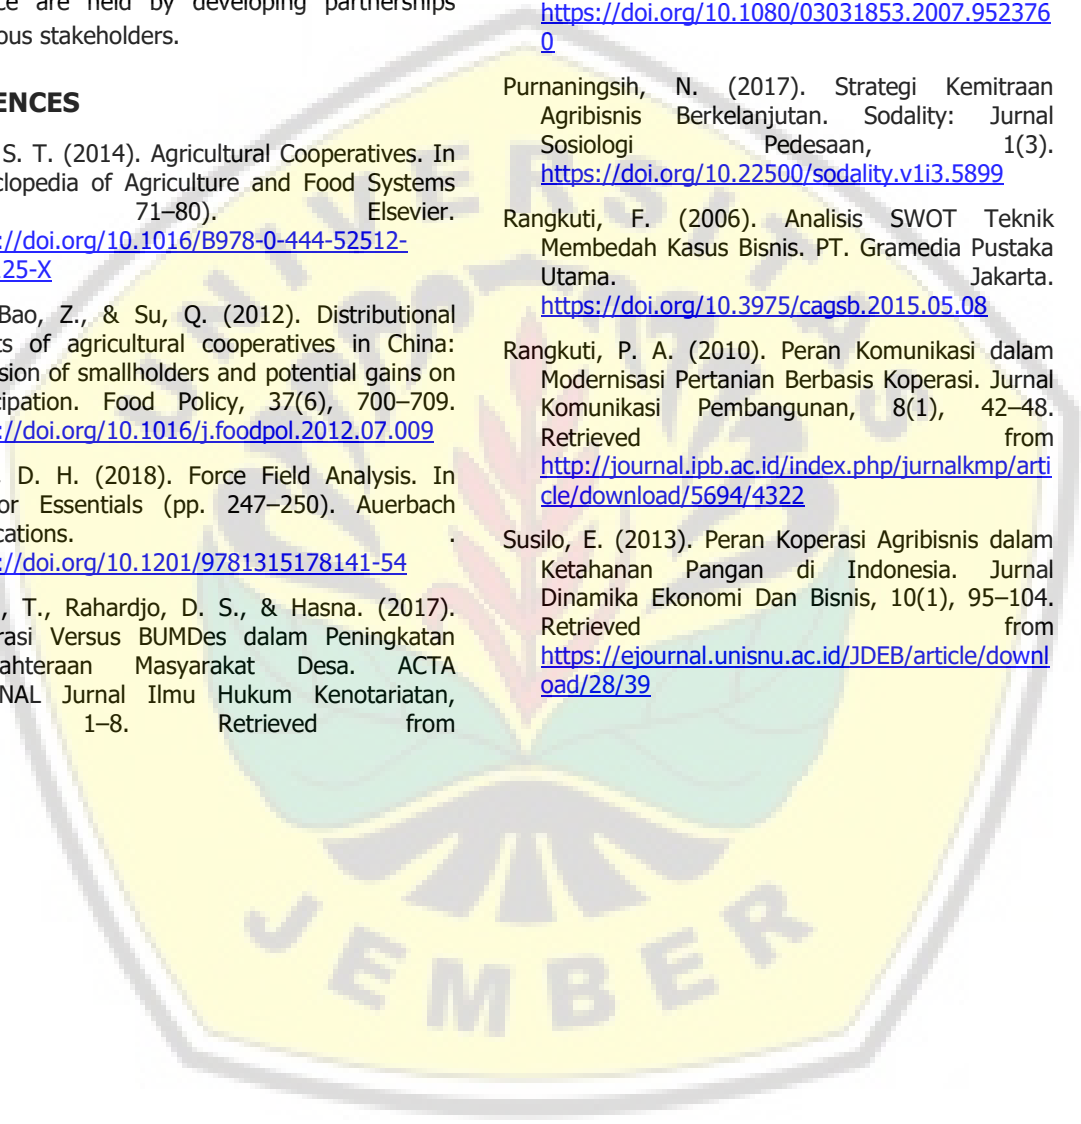 ce are held by developing partnerships
ous stakeholders.
ENCES
S. T. (2014). Agricultural Cooperatives. In
clopedia of Agriculture and Food Systems
71–80). Elsevier.
://doi.org/10.1016/B978-0-444-52512-
25-X
Bao, Z., & Su, Q. (2012). Distributional
ts of agricultural cooperatives in China:
sion of smallholders and potential gains on
cipation. Food Policy, 37(6), 700–709.
://doi.org/10.1016/j.foodpol.2012.07.009
D. H. (2018). Force Field Analysis. In
or Essentials (pp. 247–250). Auerbach
cations. .
://doi.org/10.1201/9781315178141-54
, T., Rahardjo, D. S., & Hasna. (2017).
rasi Versus BUMDes dalam Peningkatan
ahteraan Masyarakat Desa. ACTA
NAL Jurnal Ilmu Hukum Kenotariatan,
1–8. Retrieved from
https://doi.org/10.1080/03031853.2007.952376
0
Purnaningsih, N. (2017). Strategi Kemitraan
Agribisnis Berkelanjutan. Sodality: Jurnal
Sosiologi Pedesaan, 1(3).
https://doi.org/10.22500/sodality.v1i3.5899
Rangkuti, F. (2006). Analisis SWOT Teknik
Membedah Kasus Bisnis. PT. Gramedia Pustaka
Utama. Jakarta.
https://doi.org/10.3975/cagsb.2015.05.08
Rangkuti, P. A. (2010). Peran Komunikasi dalam
Modernisasi Pertanian Berbasis Koperasi. Jurnal
Komunikasi Pembangunan, 8(1), 42–48.
Retrieved from
http://journal.ipb.ac.id/index.php/jurnalkmp/arti
cle/download/5694/4322
Susilo, E. (2013). Peran Koperasi Agribisnis dalam
Ketahanan Pangan di Indonesia. Jurnal
Dinamika Ekonomi Dan Bisnis, 10(1), 95–104.
Retrieved from
https://ejournal.unisnu.ac.id/JDEB/article/downl
oad/28/39
UNIVERSITAS
JEMBER